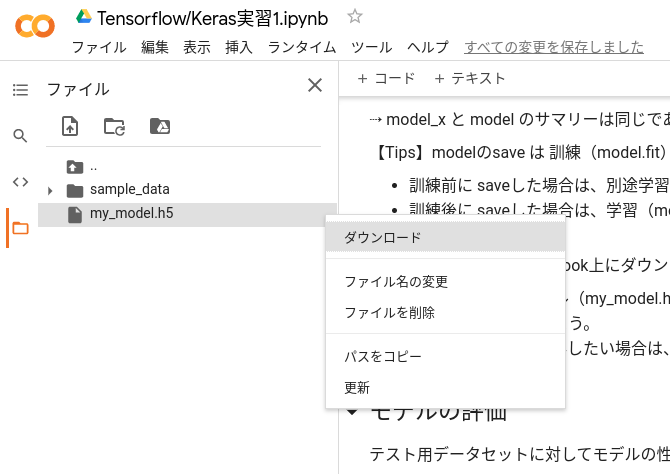 Tensorflow/Keras実習1.ipynb
ファイル 編集 表示 挿入 ランタイム ツール ヘルプ すべての変更を保存しました
ファイル
+ コード + テキスト
..
sample_data
my_model.h5
ダウンロード
ファイル名の変更
ファイルを削除
パスをコピー
更新
⇢ model_x と model のサマリーは同じであ
【Tips】modelのsave は 訓練（model.fit）
• 訓練前に saveした場合は、別途学習
• 訓練後に saveした場合は、学習（mo
ook上にダウン
（my_model.h
う。
したい場合は、
モデルの評価
テスト用データセットに対してモデルの性